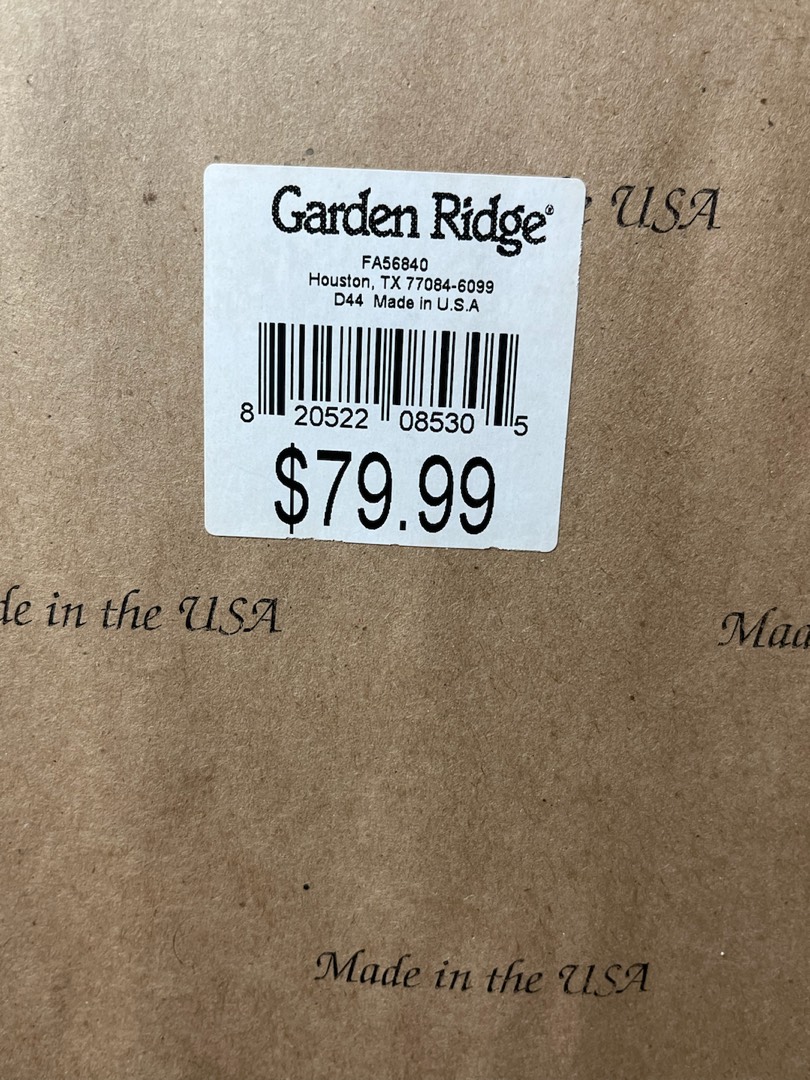 Garden Ridge®
USA
FA56840
Houston, TX 77084-6099
D44 Made in U.S.A
8 20522 08530 5
$79.99
in the USA
Made in the USA